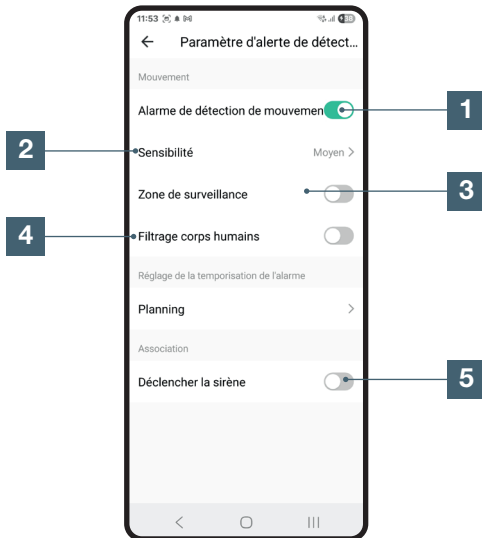 11:53
Paramètre d'alerte de détect...
Mouvement
Alarme de détection de mouvemen
1
2
Sensibilité Moyen
Zone de surveillance
3
4
Filtrage corps humains
Réglage de la temporisation de l'alarme
Planning
Association
Déclencher la sirène
5